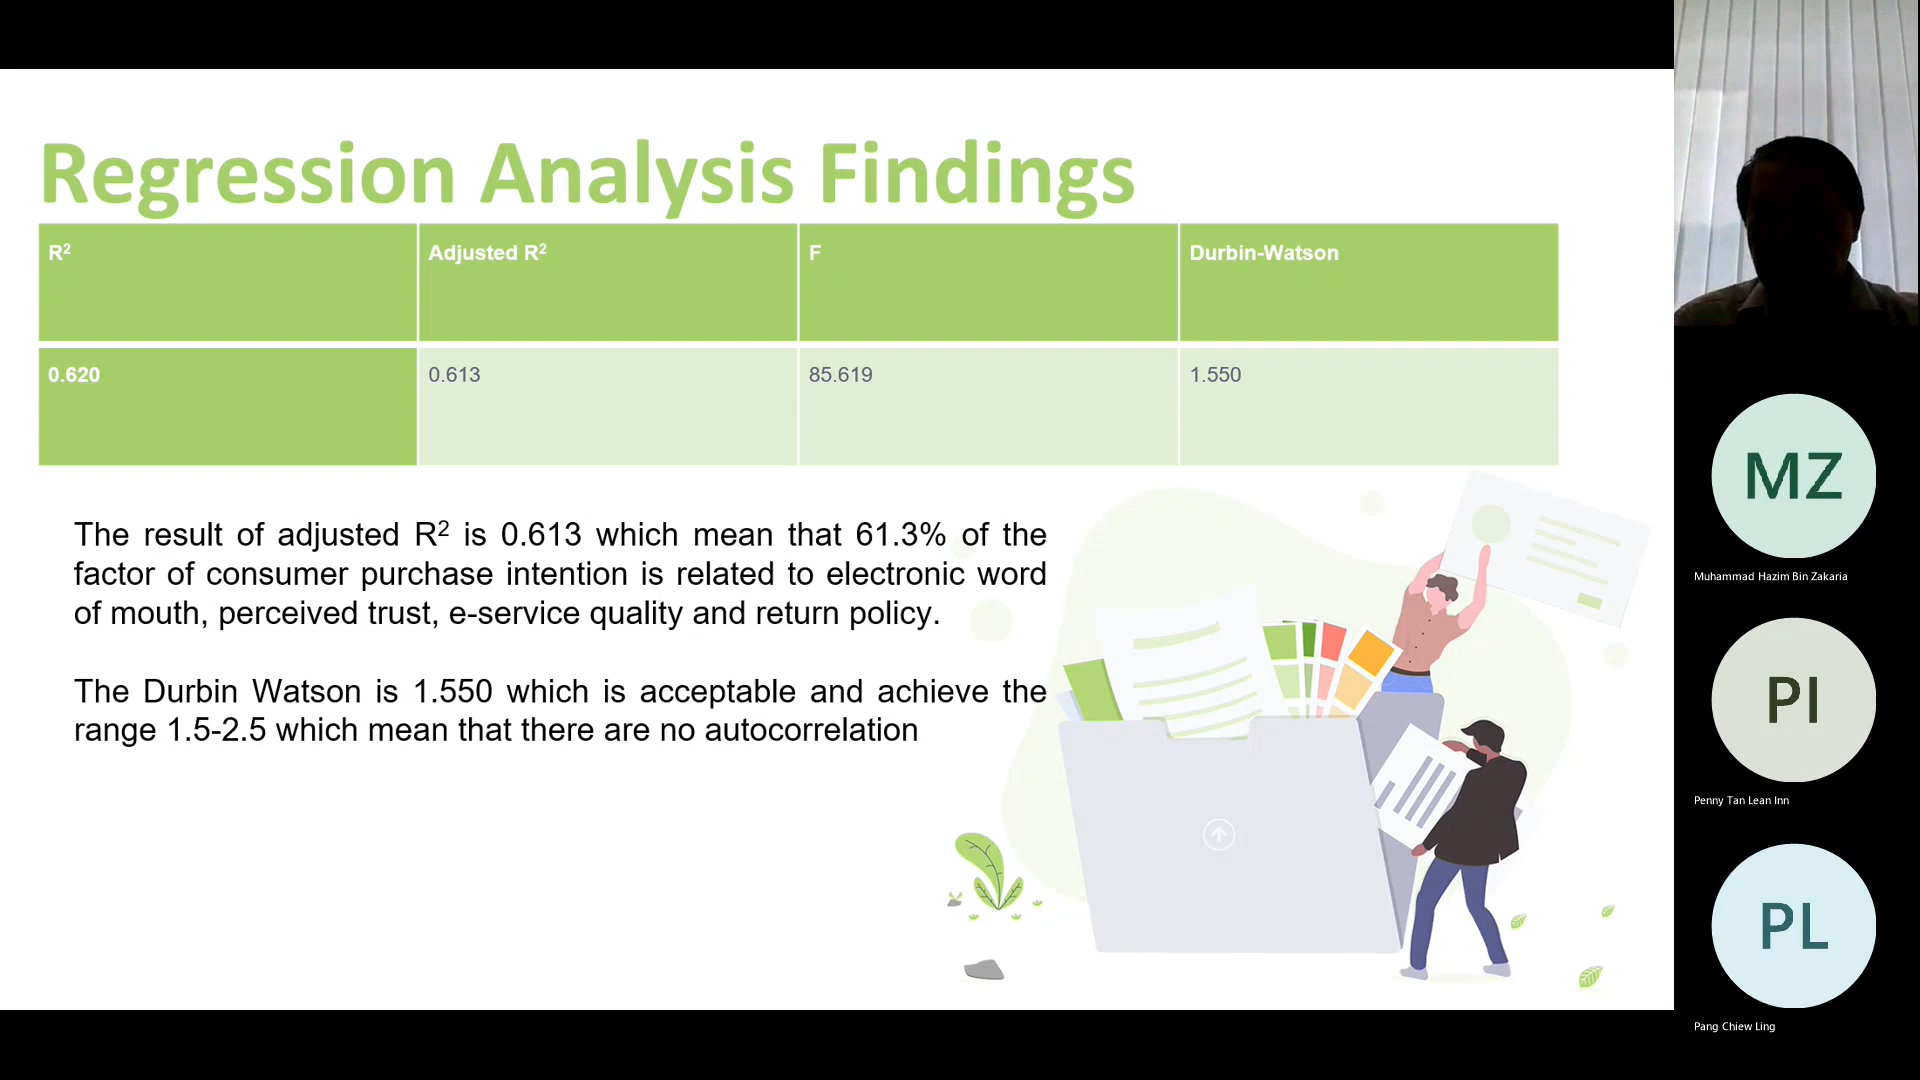 Regression Analysis Findings
R² Adjusted R² F Durbin-Watson
0.620 0.613 85.619 1.550
The result of adjusted R² is 0.613 which mean that 61.3% of the
factor of consumer purchase intention is related to electronic word
of mouth, perceived trust, e-service quality and return policy.
The Durbin Watson is 1.550 which is acceptable and achieve the
range 1.5-2.5 which mean that there are no autocorrelation
MZ
Muhammad Hazim Bin Zakaria
PI
Penny Tan Lean Inn
PL
Pang Chiew Ling